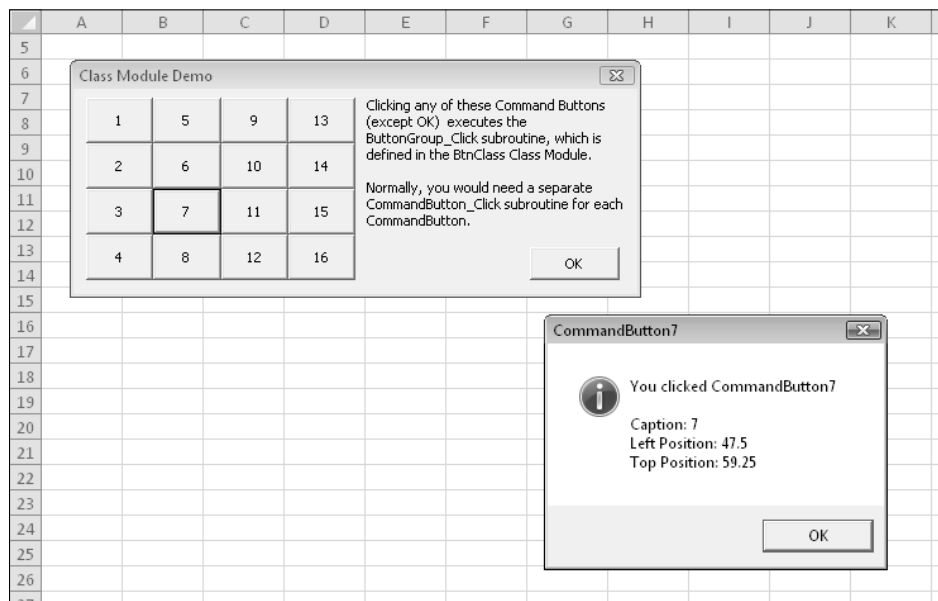 A B C D E F G H I J K
5
6
7
8
9
10
11
12
13
14
15
16
17
18
19
20
21
22
23
24
25
26
Class Module Demo
1 5 9 13
2 6 10 14
3 7 11 15
4 8 12 16
Clicking any of these Command Buttons
(except OK) executes the
ButtonGroup_Click subroutine, which is
defined in the BtnClass Class Module.
Normally, you would need a separate
CommandButton_Click subroutine for each
CommandButton.
OK
CommandButton7
You clicked CommandButton7
Caption: 7
Left Position: 47.5
Top Position: 59.25
OK